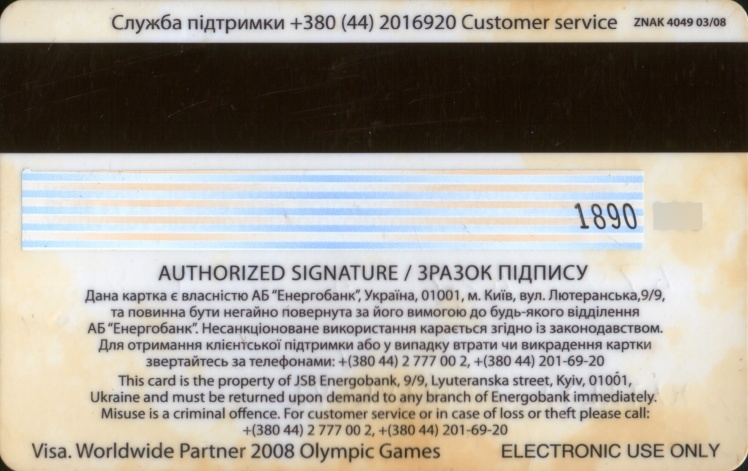 Служба підтримки +380 (44) 2016920 Customer service ZNAK 4049 03/08
1890
AUTHORIZED SIGNATURE / ЗРАЗОК ПІДПИСУ
Дана картка є власністю АБ "Енергобанк", Україна, 01001, м. Київ, вул. Лютеранська,9/9,
та повинна бути негайно повернута за його вимогою до будь-якого відділення
АБ "Енергобанк". Несанкціоноване використання карається згідно із законодавством.
Для отримання клієнтської підтримки або у випадку втрати чи викрадення картки
звертайтесь за телефонами: +(380 44) 2 777 00 2, +(380 44) 201-69-20
This card is the property of JSB Energobank, 9/9, Lyuteranska street, Kyiv, 01001,
Ukraine and must be returned upon demand to any branch of Energobank immediately.
Misuse is a criminal offence. For customer service or in case of loss or theft please call:
+(380 44) 2 777 00 2, +(380 44) 201-69-20
Visa. Worldwide Partner 2008 Olympic Games ELECTRONIC USE ONLY